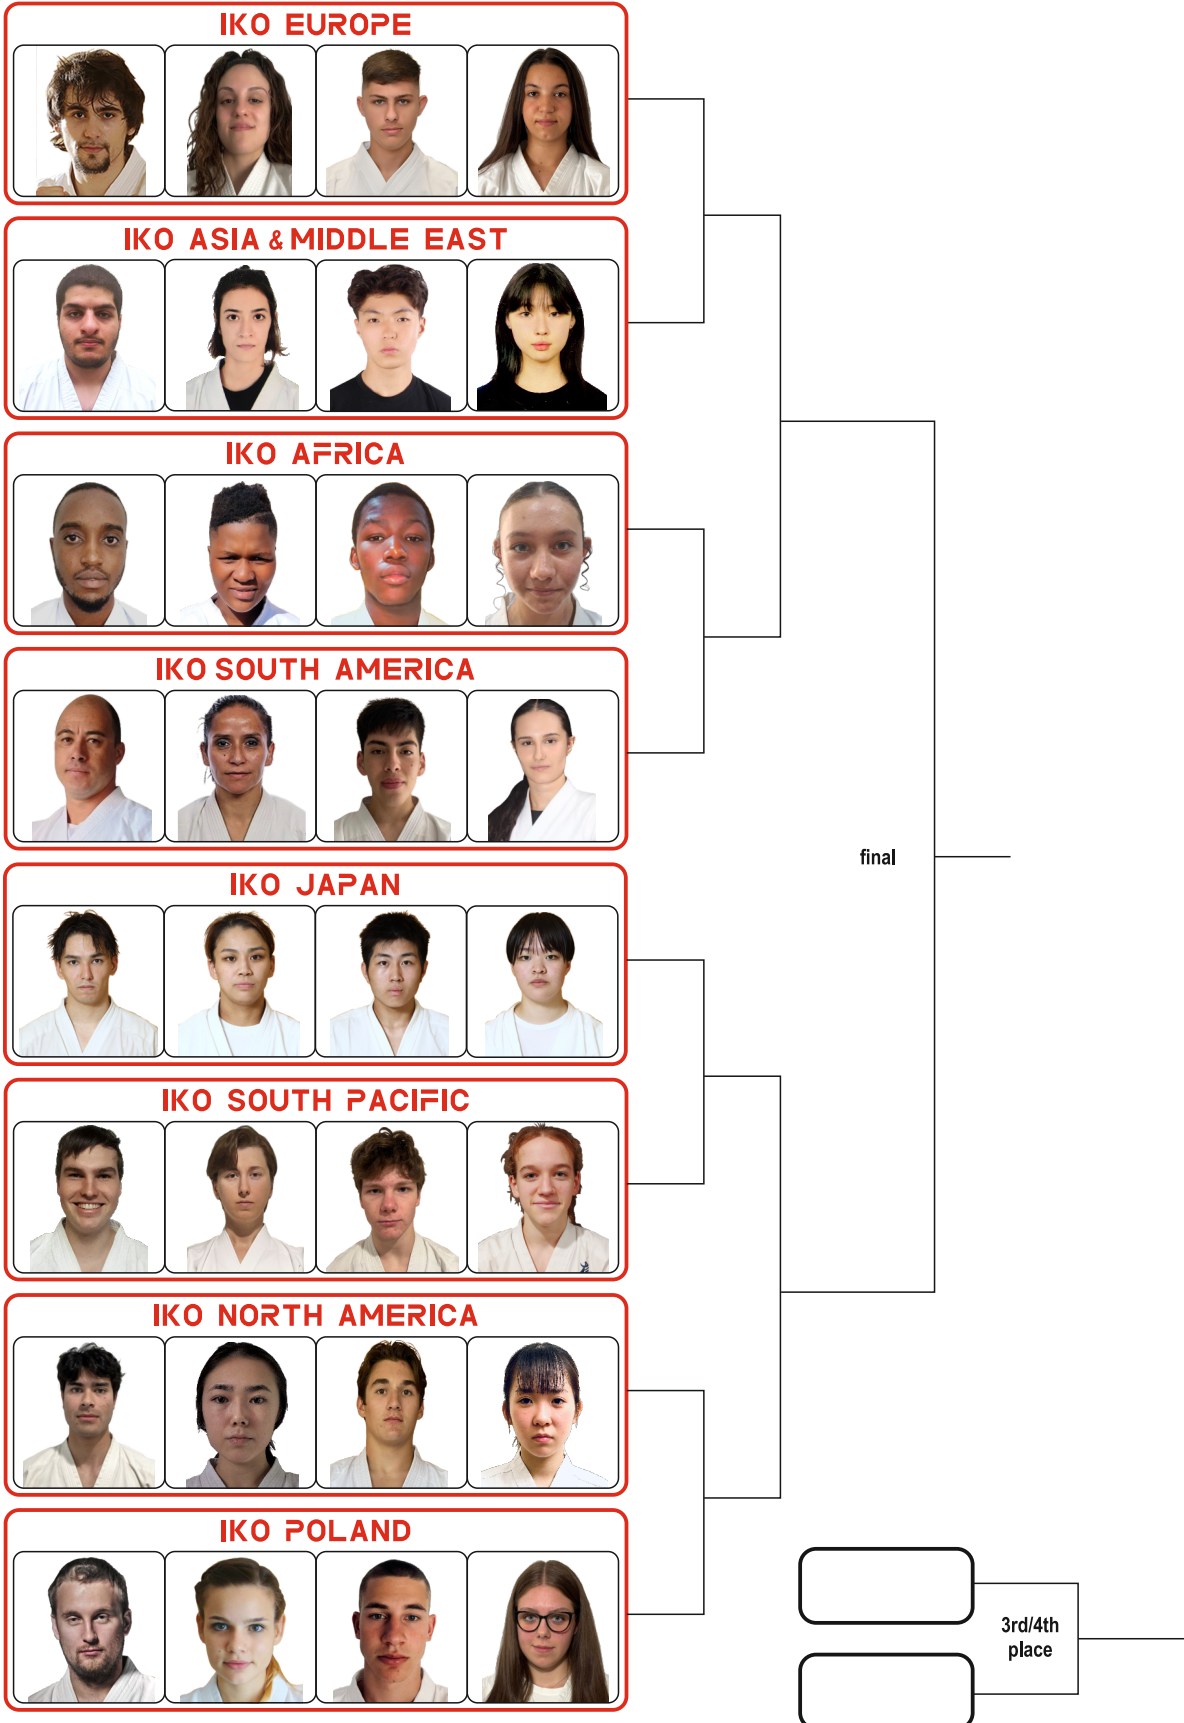 IKO EUROPE
IKO ASIA & MIDDLE EAST
IKO AFRICA
IKO SOUTH AMERICA
final
IKO JAPAN
IKO SOUTH PACIFIC
IKO NORTH AMERICA
IKO POLAND
3rd/4th
place